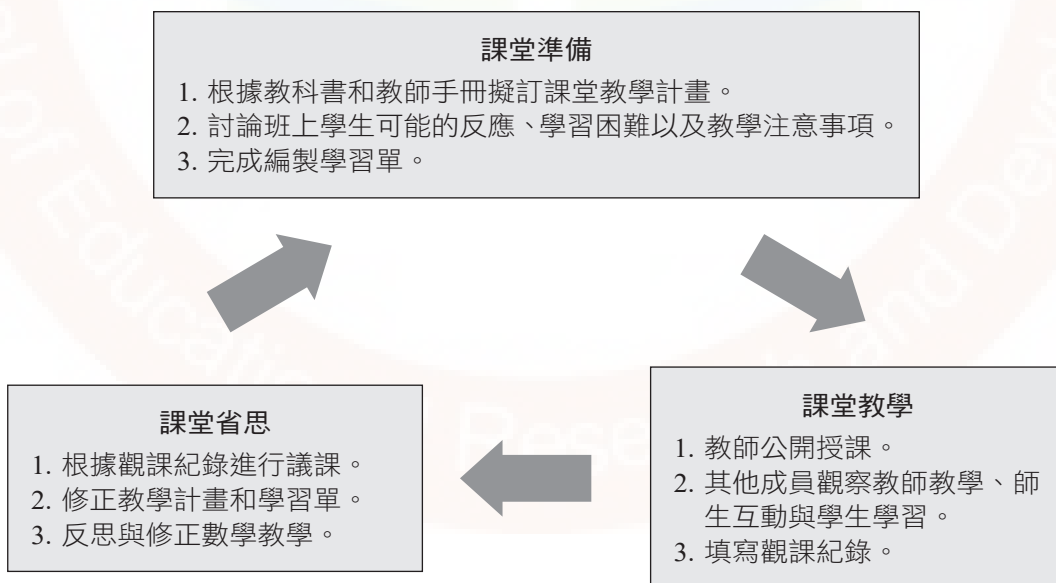 課堂準備
1. 根據教科書和教師手冊擬訂課堂教學計畫。
2. 討論班上學生可能的反應、學習困難以及教學注意事項。
3. 完成編製學習單。
課堂教學
1. 教師公開授課。
2. 其他成員觀察教師教學、師
生互動與學生學習。
3. 填寫觀課紀錄。
課堂省思
1. 根據觀課紀錄進行議課。
2. 修正教學計畫和學習單。
3. 反思與修正數學教學。